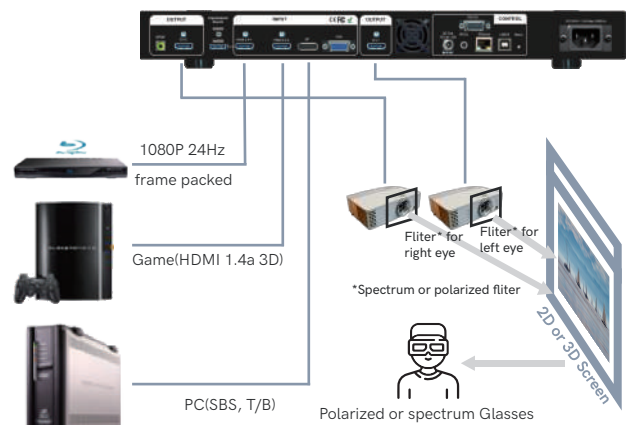 OUTPUT
INPUT
OUTPUT
CONTROL
1080P 24Hz
frame packed
Game(HDMI 1.4a 3D)
PC(SBS, T/B)
Fliter* for
right eye
Fliter* for
left eye
*Spectrum or polarized fliter
2D or 3D Screen
Polarized or spectrum Glasses